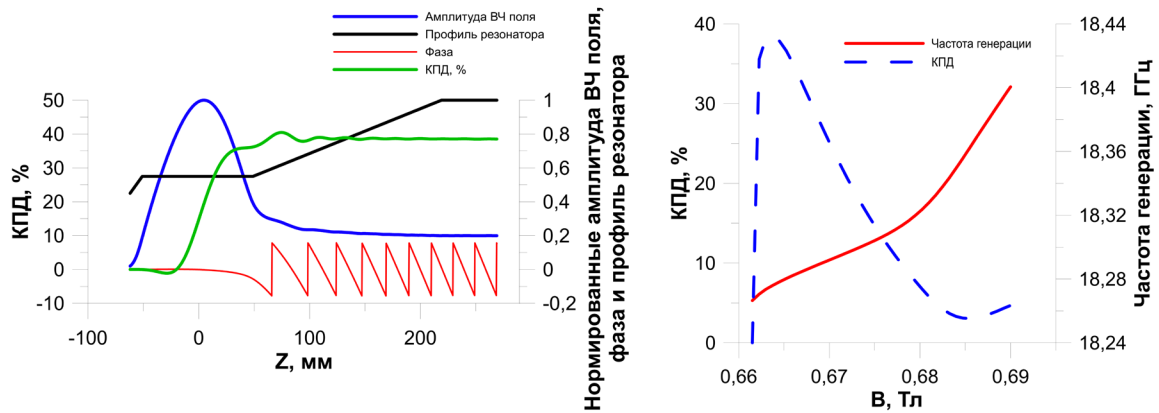 Амплитуда ВЧ поля
Профиль резонатора
Фаза
КПД, %
50
40
30
20
10
0
-10
КПД, %
1
0,8
0,6
0,4
0,2
0
-0,2
-100
0
100
200
Z, мм
Нормированные амплитуда ВЧ поля,
фаза и профиль резонатора
Частота генерации
КПД
40
30
20
10
0
КПД, %
18,44
18,4
18,36
18,32
18,28
18,24
Частота генерации, ГГц
0,66
0,67
0,68
0,69
В, Тл